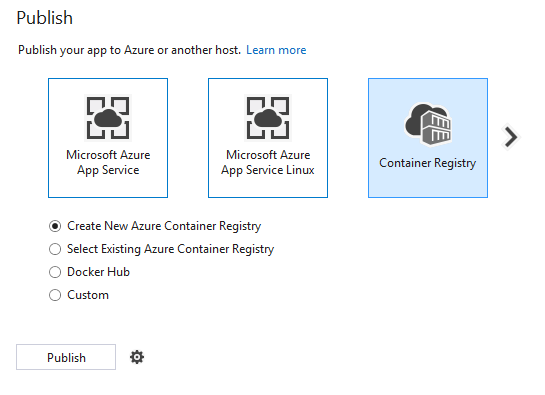 Publish
Publish your app to Azure or another host. Learn more
Microsoft Azure
App Service
Microsoft Azure
App Service Linux
Container Registry
Create New Azure Container Registry
Select Existing Azure Container Registry
Docker Hub
Custom
Publish